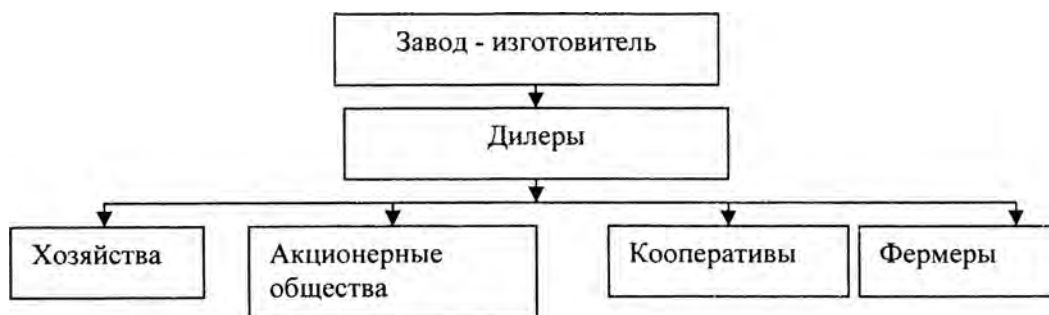 Завод - изготовитель
Дилеры
Хозяйства
Акционерные
общества
Кооперативы
Фермеры